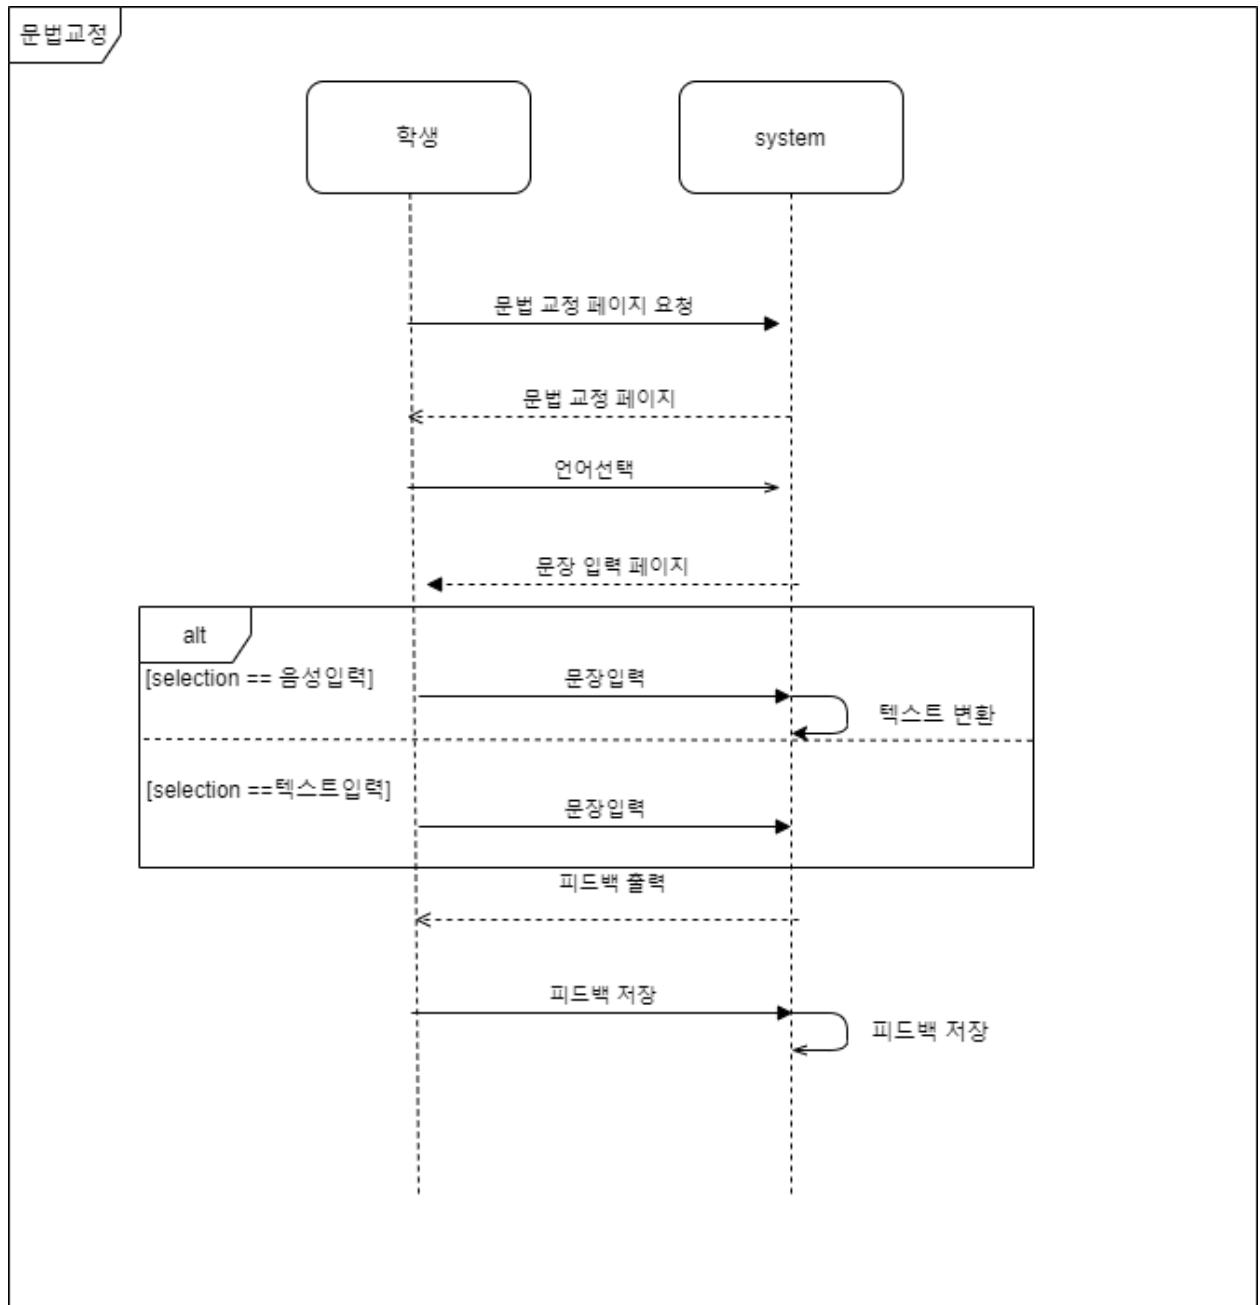 문법교정
학생
system
문법 교정 페이지 요청
문법 교정 페이지
언어선택
문장 입력 페이지
alt
[selection == 음성입력]
문장입력
텍스트 변환
[selection ==텍스트입력]
문장입력
피드백 출력
피드백 저장
피드백 저장